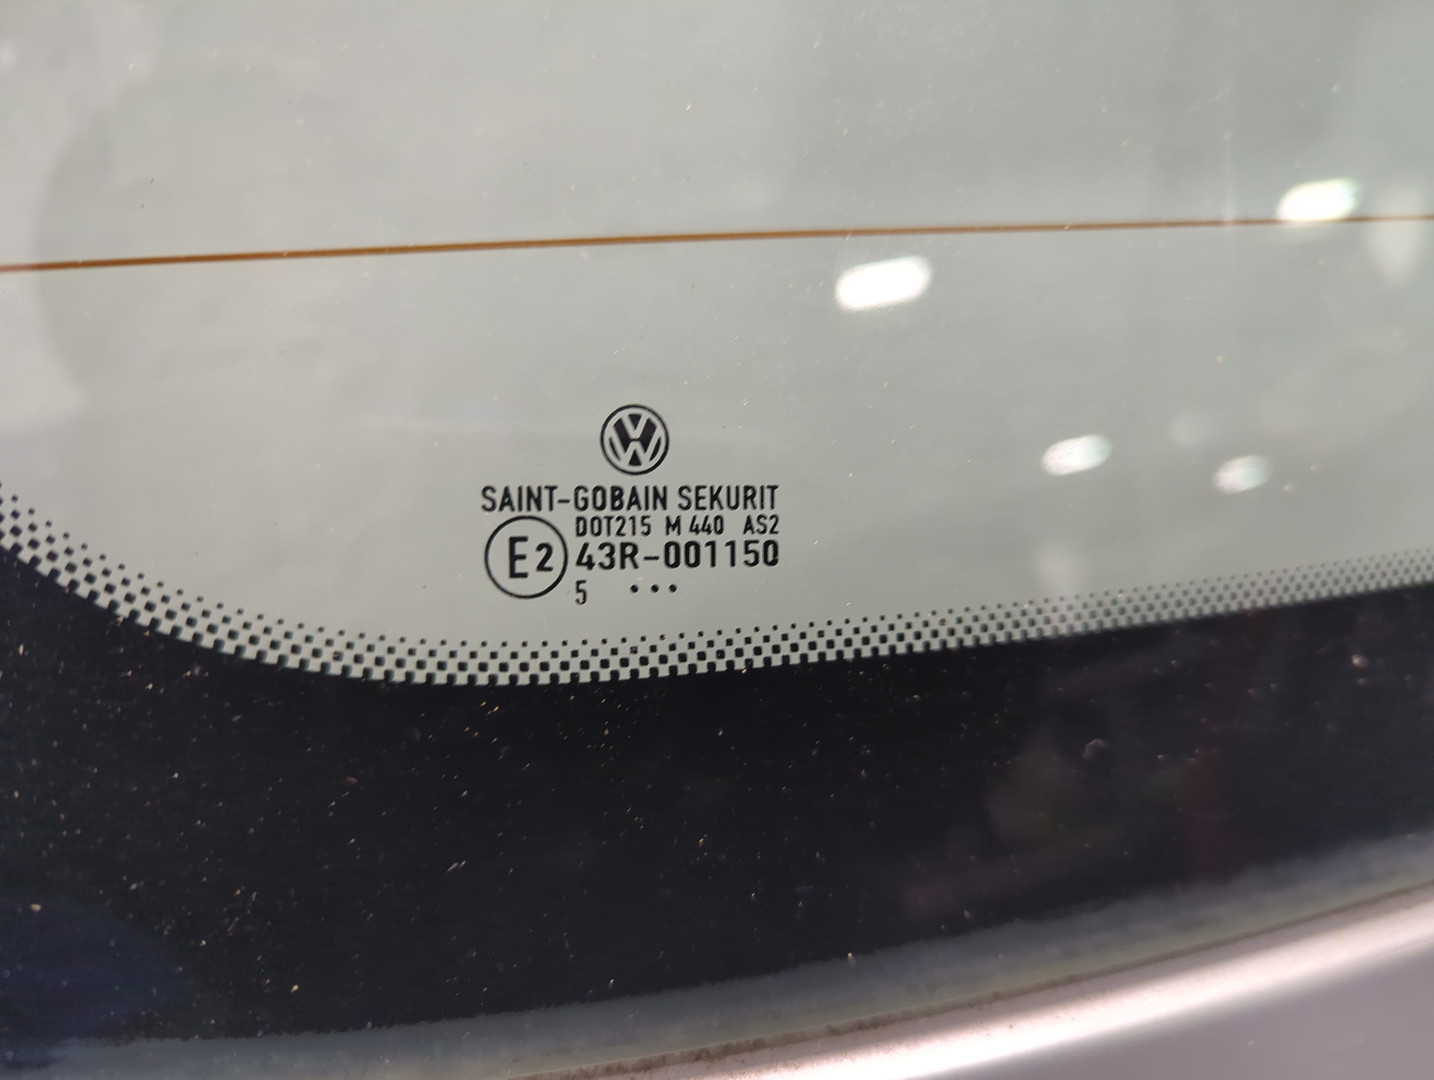 SAINT-GOBAIN SEKURIT
DOT215 M 440 AS2
E2 43R-001150
5 ...